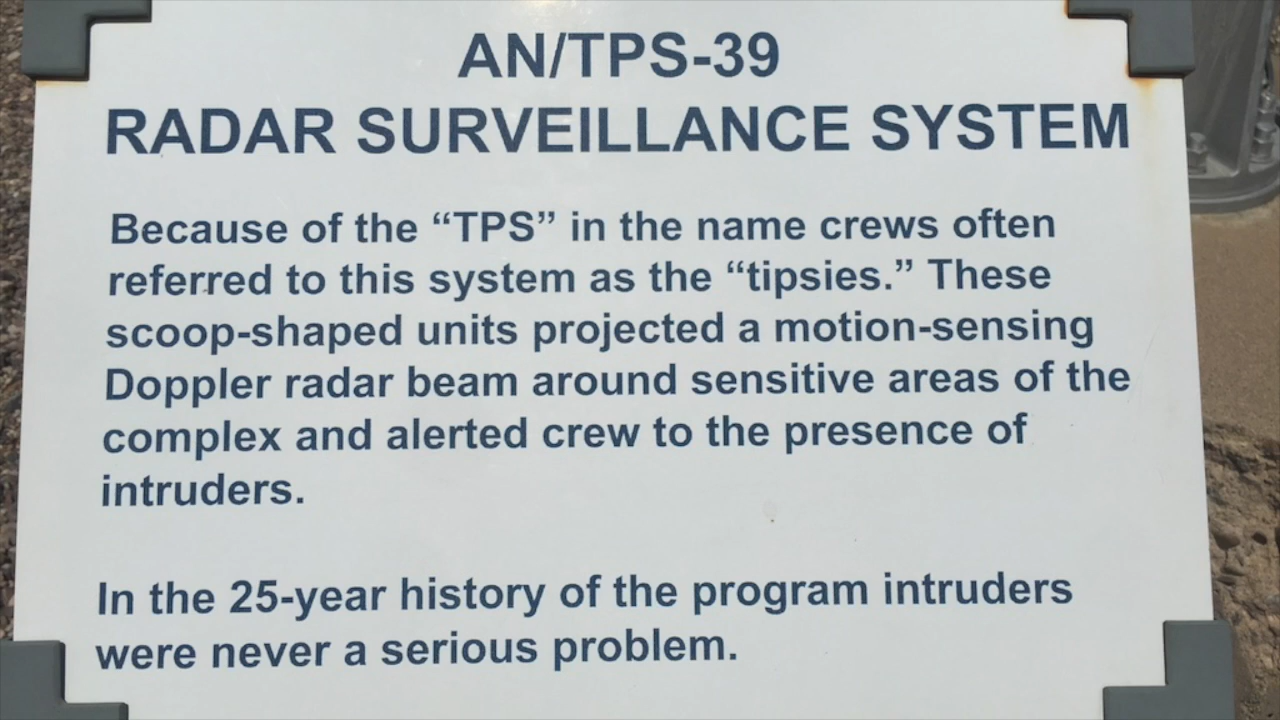 AN/TPS-39
RADAR SURVEILLANCE SYSTEM
Because of the “TPS” in the name crews often
referred to this system as the “tipsies.” These
scoop-shaped units projected a motion-sensing
Doppler radar beam around sensitive areas of the
complex and alerted crew to the presence of
intruders.
In the 25-year history of the program intruders
were never a serious problem.